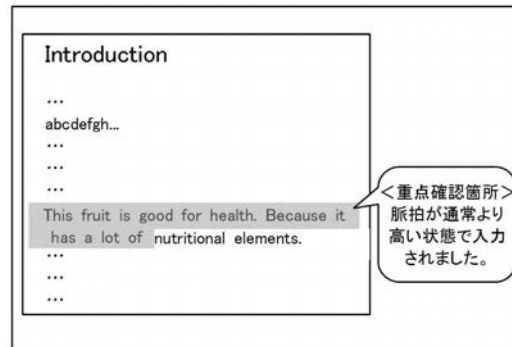 Introduction
...
abcdefgh...
...
...
...
This fruit is good for health. Because it
has a lot of nutritional elements.
...
...
...
＜重点確認箇所＞
脈拍が通常より
高い状態で入力
されました。